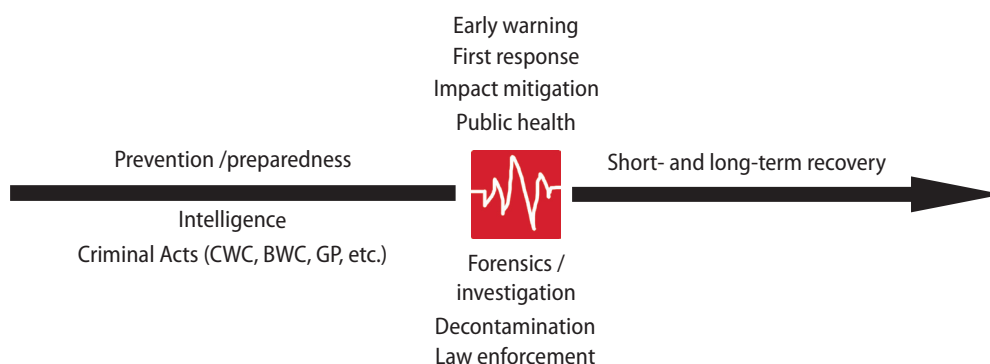 Early warning
First response
Impact mitigation
Public health
Prevention /preparedness
Short- and long-term recovery
Intelligence
Criminal Acts (CWC, BWC, GP, etc.)
Forensics /
investigation
Decontamination
Law enforcement